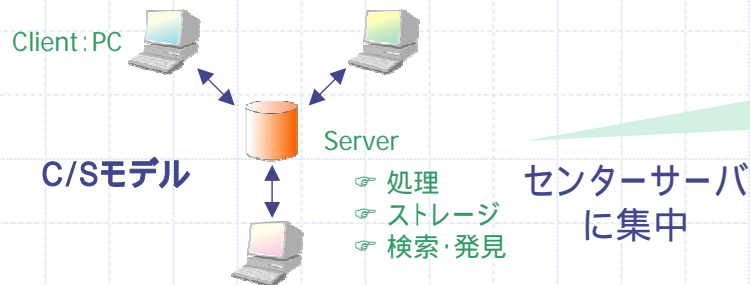 Client:PC
C/Sモデル
Server
☞ 処理
☞ ストレージ
☞ 検索・発見
センターサーバ
に集中